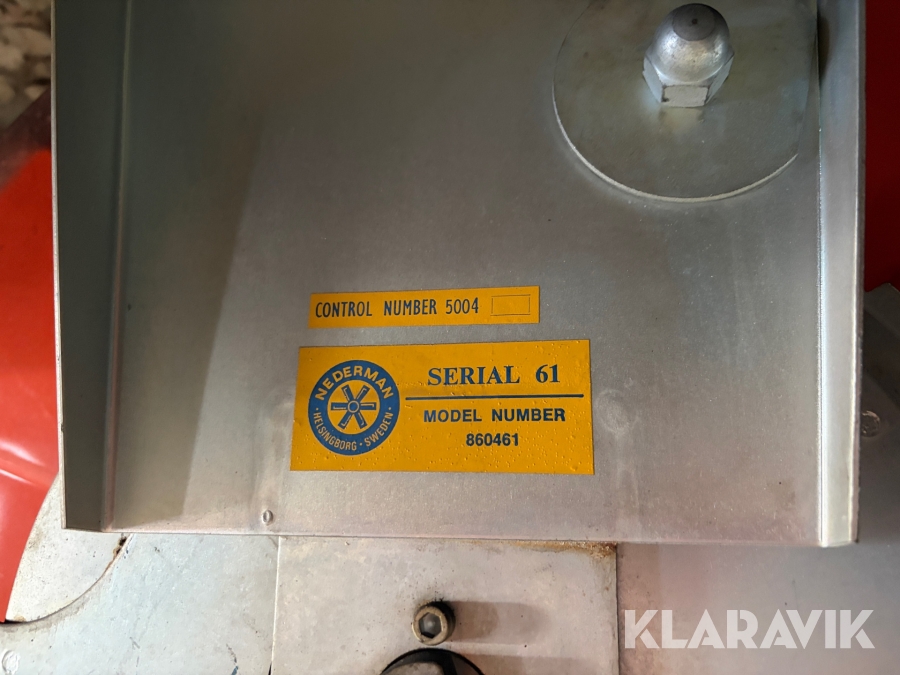 CONTROL NUMBER 5004
NEDERMAN
· HELSINGBORG · SWEDEN ·
SERIAL 61
MODEL NUMBER
860461
KLARAVIK